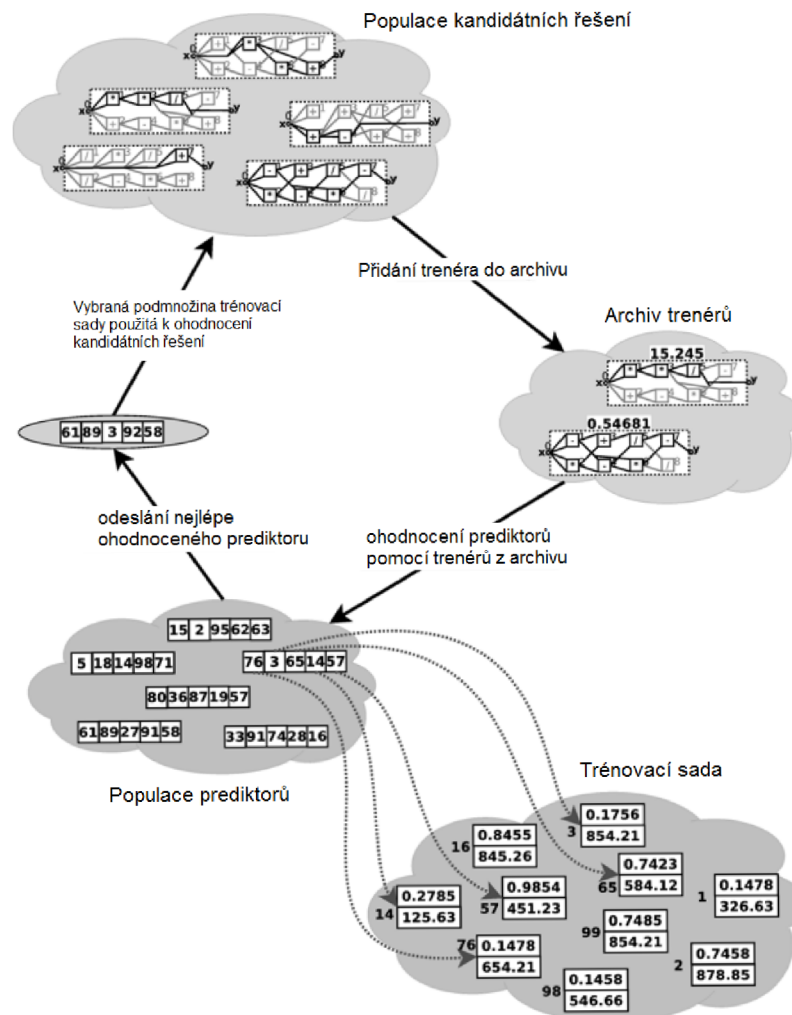 Populace kandidátních řešení
Přidání trenéra do archivu
Vybraná podmnožina trénovací
sady použitá k ohodnocení
kandidátních řešení
Archiv trenérů
15.245
0.54681
61 89 3 92 58
odeslání nejlépe
ohodnoceného prediktoru
ohodnocení prediktorů
pomocí trenérů z archivu
15 2 95 62 63
5 18 14 98 71
76 3 65 14 57
80 36 87 19 57
61 89 27 91 58
33 91 74 28 16
Populace prediktorů
Trénovací sada
3
0.1756
854.21
16
0.8455
845.26
65
0.7423
584.12
1
0.1478
326.63
14
0.2785
125.63
57
0.9854
451.23
99
0.7485
854.21
76
0.1478
654.21
2
0.7458
878.85
98
0.1458
546.66